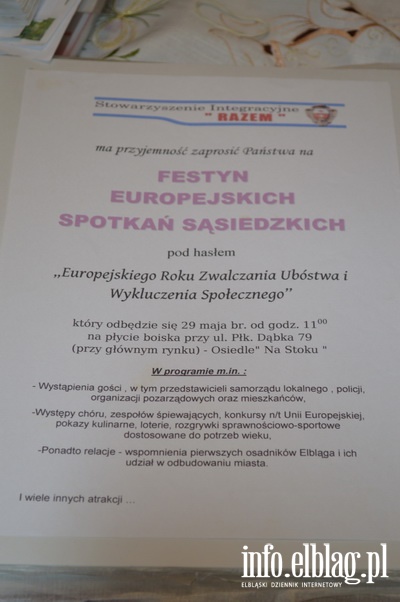 Stowarzyszenie Integracyjne
" RAZEM "
ma przyjemność zaprosić Państwa na
FESTYN
EUROPEJSKICH
SPOTKAŃ SĄSIEDZKICH
pod hasłem
,,Europejskiego Roku Zwalczania Ubóstwa i
Wykluczenia Społecznego"
który odbędzie się 29 maja br. od godz. 11⁰⁰
na płycie boiska przy ul. Płk. Dąbka 79
(przy głównym rynku) - Osiedle" Na Stoku "
W programie m.in. :
- Wystąpienia gości , w tym przedstawicieli samorządu lokalnego , policji,
organizacji pozarządowych oraz mieszkańców,
-Występy chóru, zespołów śpiewających, konkursy n/t Unii Europejskiej,
pokazy kulinarne, loterie, rozgrywki sprawnościowo-sportowe
dostosowane do potrzeb wieku,
-Ponadto relacje - wspomnienia pierwszych osadników Elbląga i ich
udział w odbudowaniu miasta.
I wiele innych atrakcji ...
info.elblag.pl
ELBLĄSKI DZIENNIK INTERNETOWY